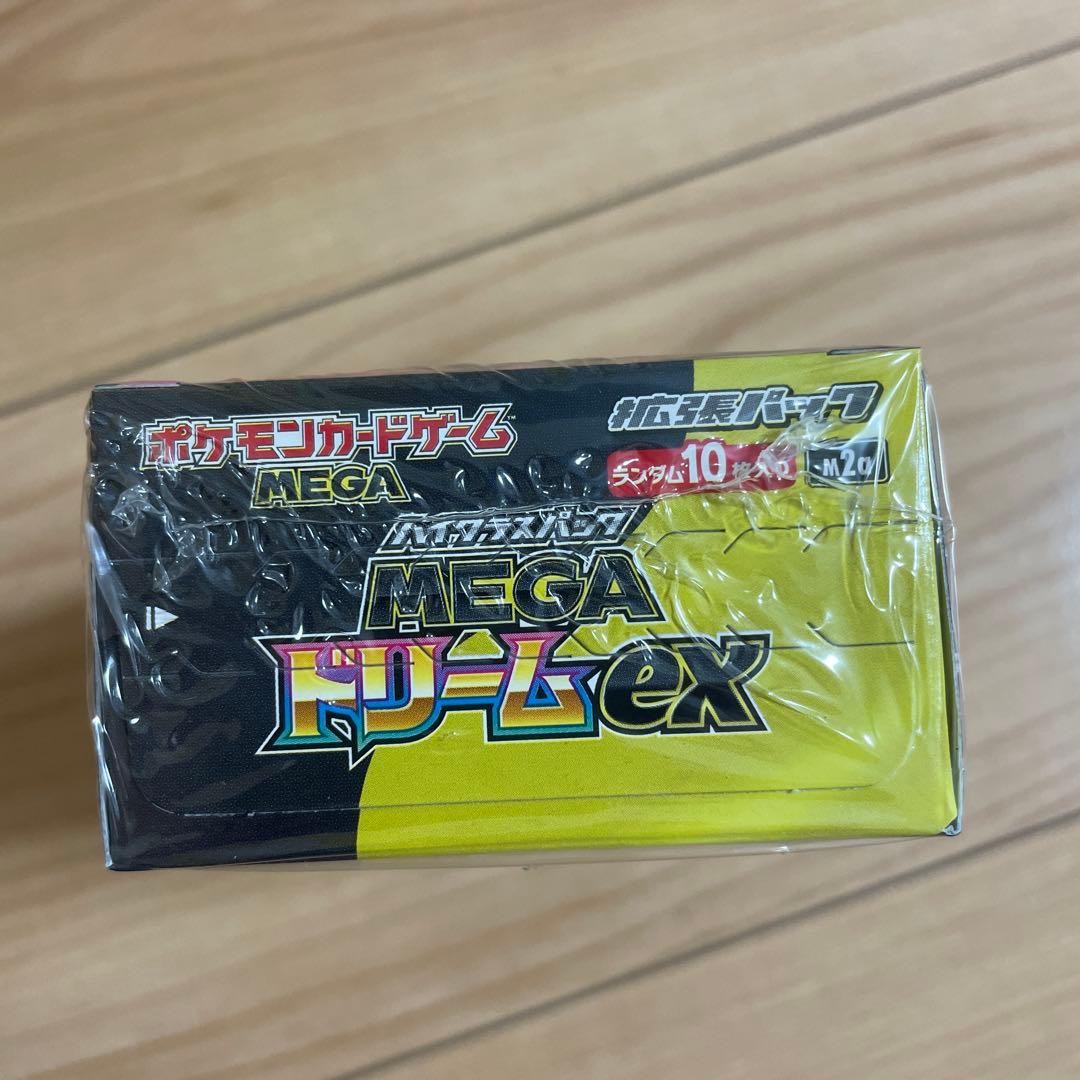 ポケモンカードゲーム™
MEGA
拡張パック
ランダム10枚入り
M2a
ハイクラスパック
MEGA
ドリームex